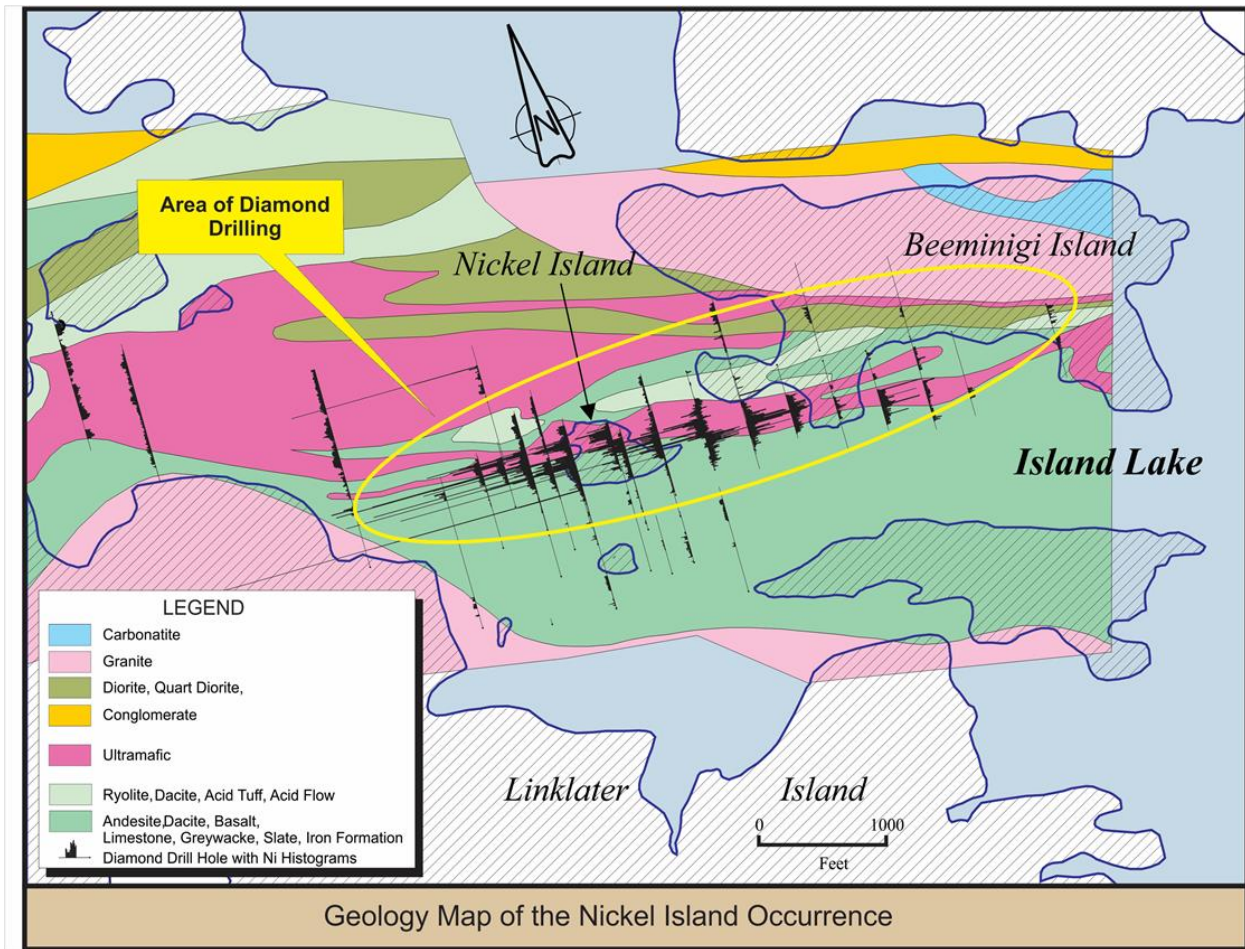 N
Area of Diamond
Drilling
Nickel Island
Beeminigi Island
Island Lake
LEGEND
Carbonatite
Granite
Diorite, Quart Diorite,
Conglomerate
Ultramafic
Ryolite, Dacite, Acid Tuff, Acid Flow
Andesite,Dacite, Basalt,
Limestone, Greywacke, Slate, Iron Formation
Diamond Drill Hole with Ni Histograms
Linklater Island
0 1000
Feet
Geology Map of the Nickel Island Occurrence